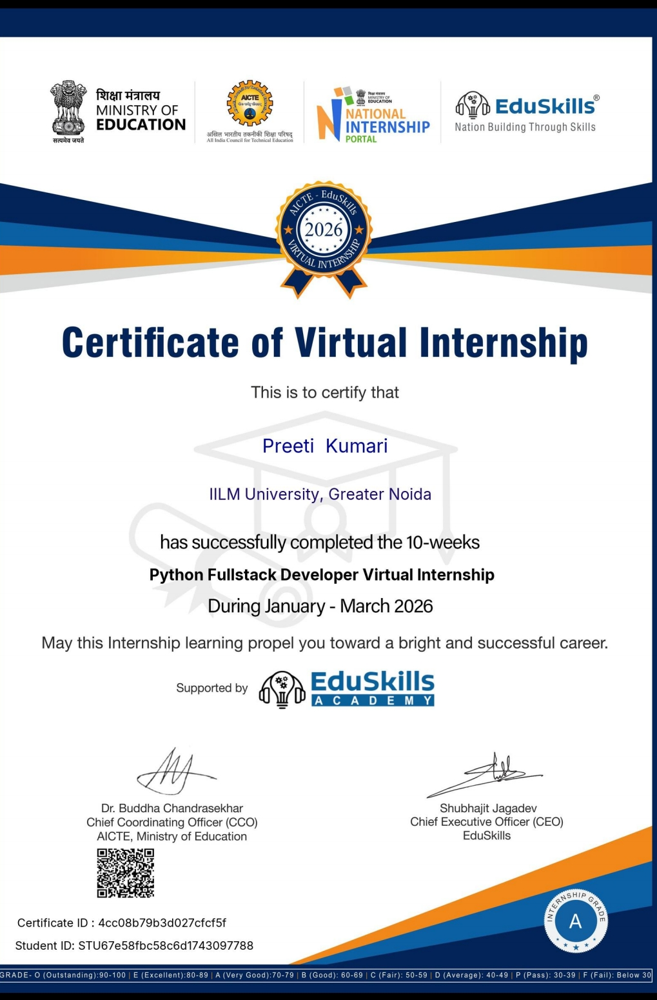 शिक्षा मंत्रालय
MINISTRY OF
EDUCATION
सत्यमेव जयते
AICTE
अखिल भारतीय तकनीकी शिक्षा परिषद्
All India Council for Technical Education
शिक्षा मंत्रालय
MINISTRY OF
EDUCATION
NATIONAL
INTERNSHIP
PORTAL
EduSkills®
Nation Building Through Skills
AICTE - EduSkills
2026
VIRTUAL INTERNSHIP
Certificate of Virtual Internship
This is to certify that
Preeti Kumari
IILM University, Greater Noida
has successfully completed the 10-weeks
Python Fullstack Developer Virtual Internship
During January - March 2026
May this Internship learning propel you toward a bright and successful career.
Supported by
EduSkills
ACADEMY
Dr. Buddha Chandrasekhar
Chief Coordinating Officer (CCO)
AICTE, Ministry of Education
Shubhajit Jagadev
Chief Executive Officer (CEO)
EduSkills
Certificate ID : 4cc08b79b3d027cfcf5f
Student ID: STU67e58fbc58c6d1743097788
INTERNSHIP GRADE
A
GRADE- O (Outstanding):90-100 | E (Excellent):80-89 | A (Very Good):70-79 | B (Good): 60-69 | C (Fair): 50-59 | D (Average): 40-49 | P (Pass): 30-39 | F (Fail): Below 30